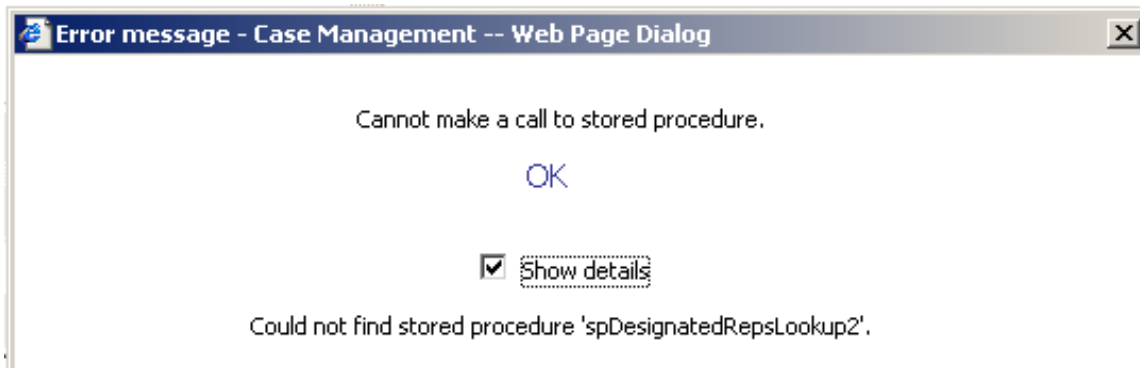 Error message - Case Management -- Web Page Dialog
Cannot make a call to stored procedure.
OK
Show details
Could not find stored procedure 'spDesignatedRepsLookup2'.